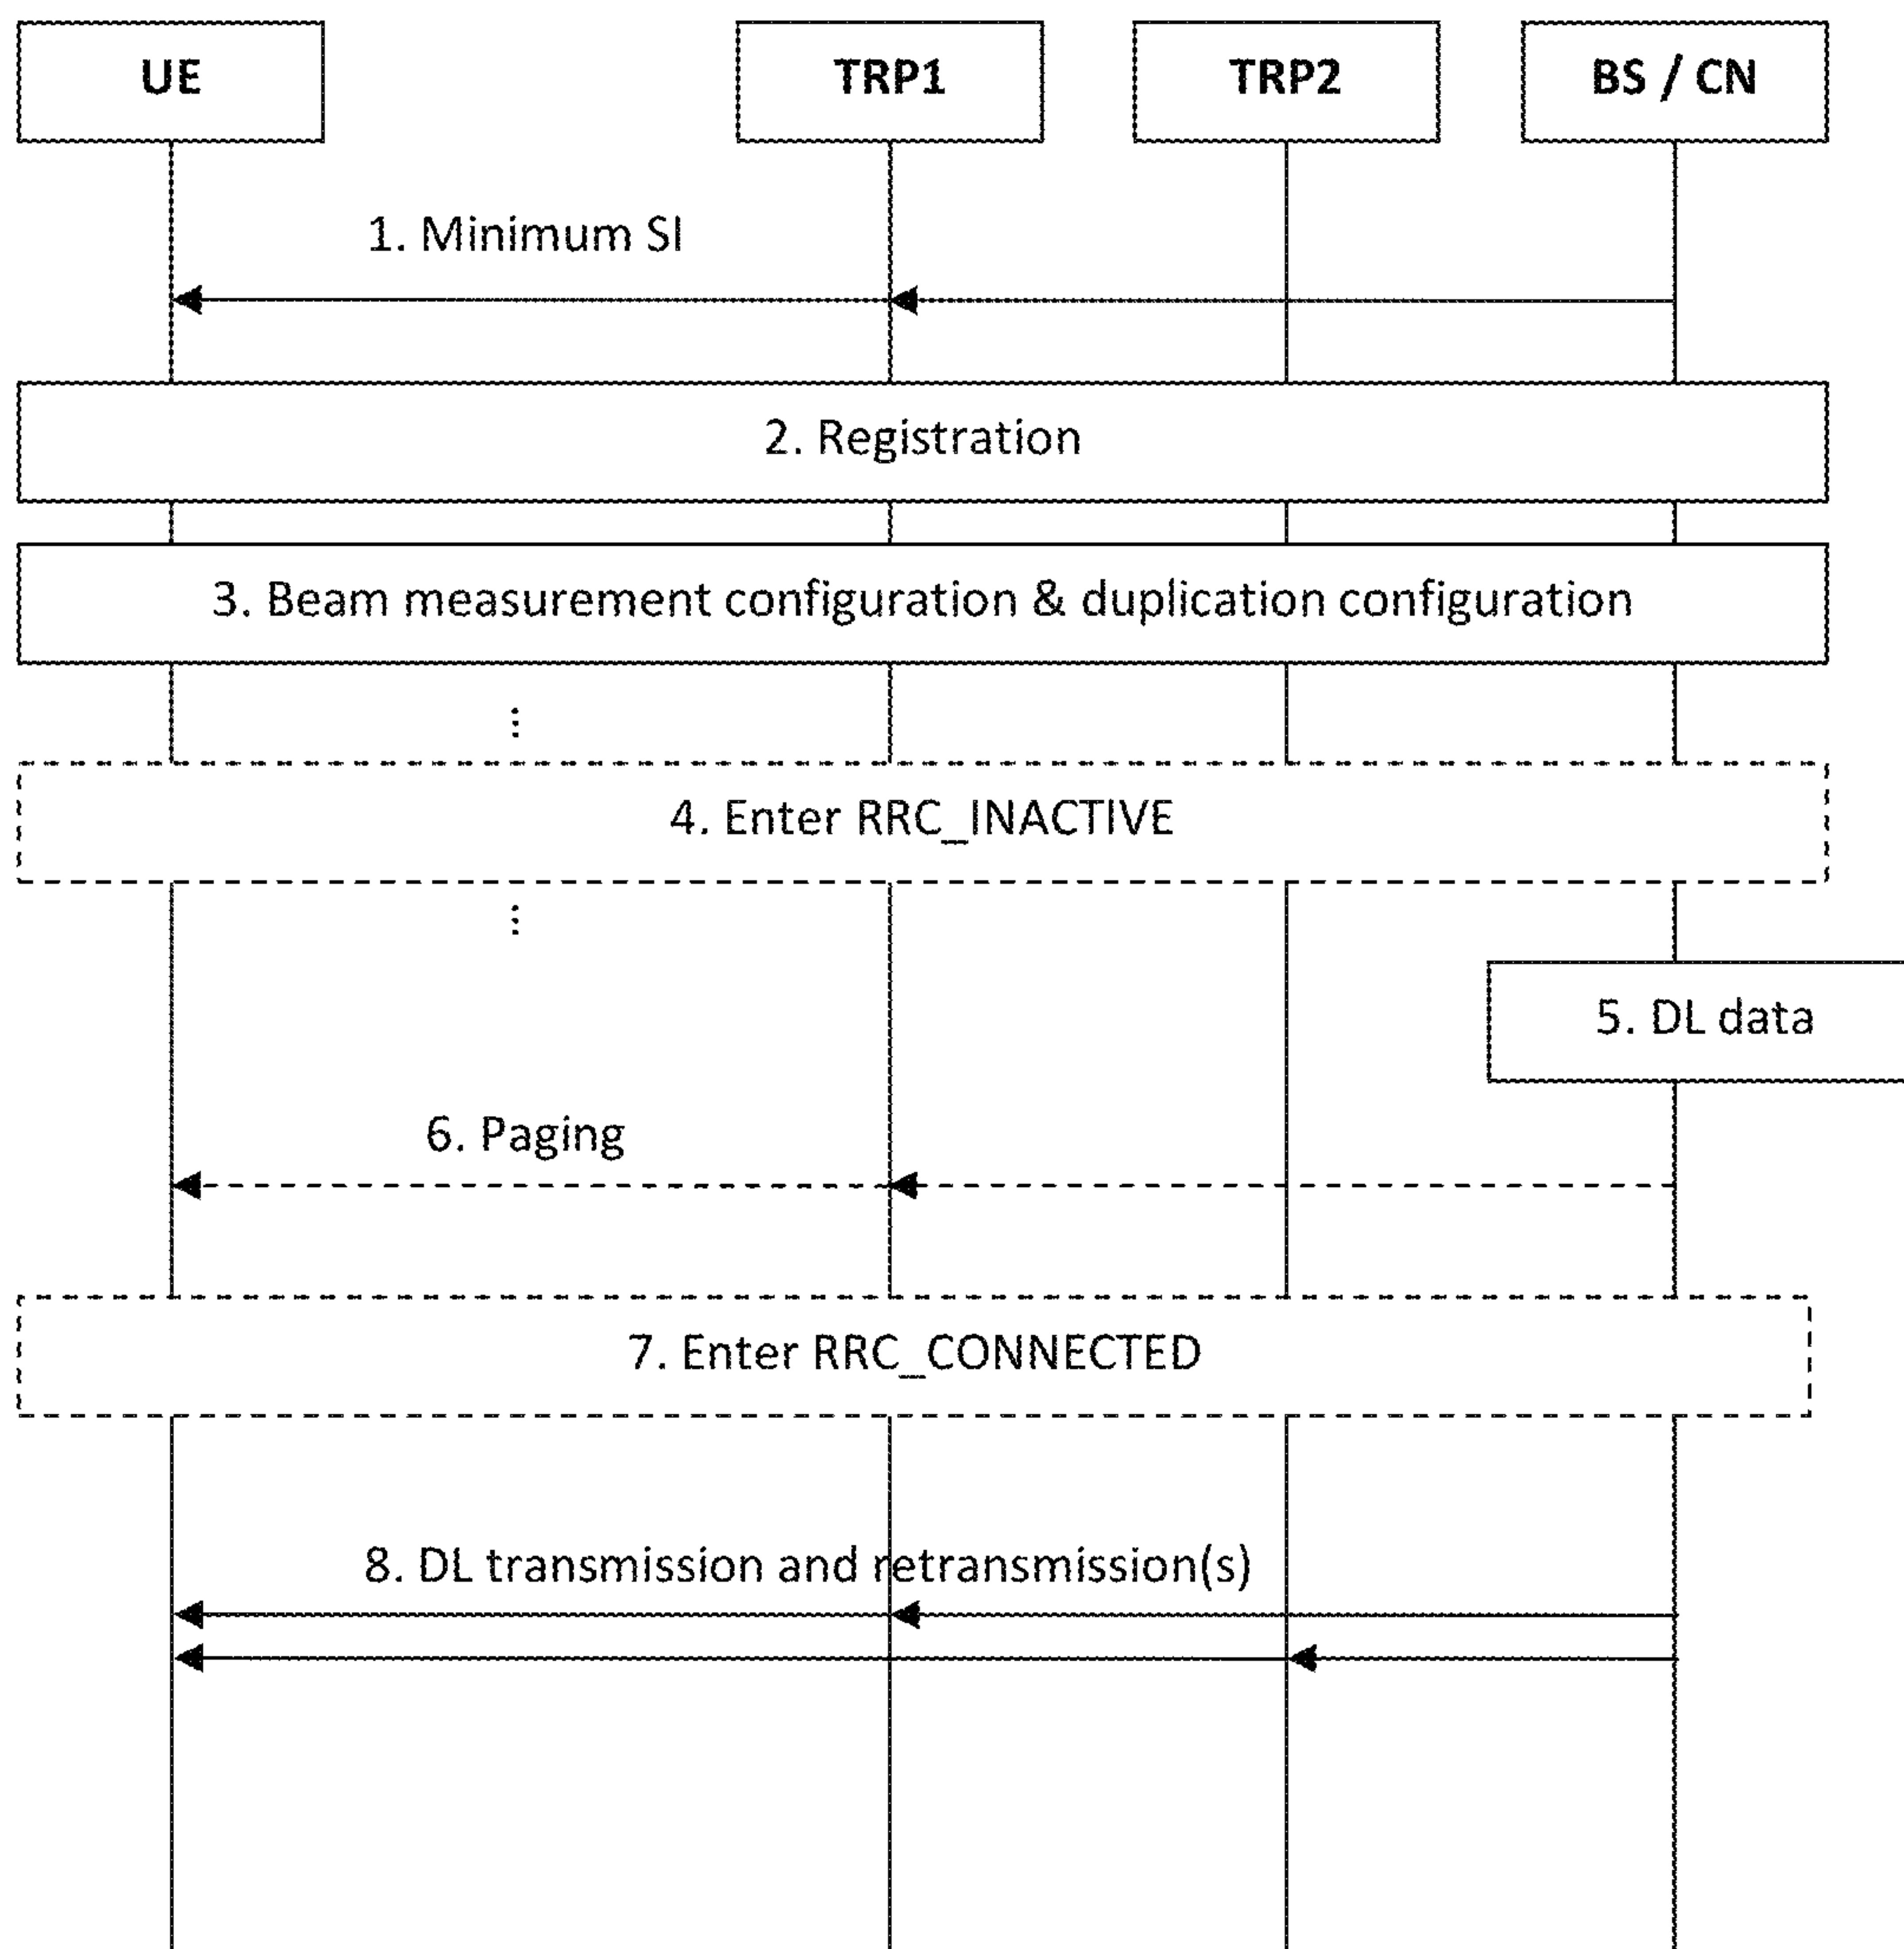 UE
TRP1
TRP2
BS / CN
1. Minimum SI
2. Registration
3. Beam measurement configuration & duplication configuration
⋮
4. Enter RRC_INACTIVE
⋮
5. DL data
6. Paging
7. Enter RRC_CONNECTED
8. DL transmission and retransmission(s)